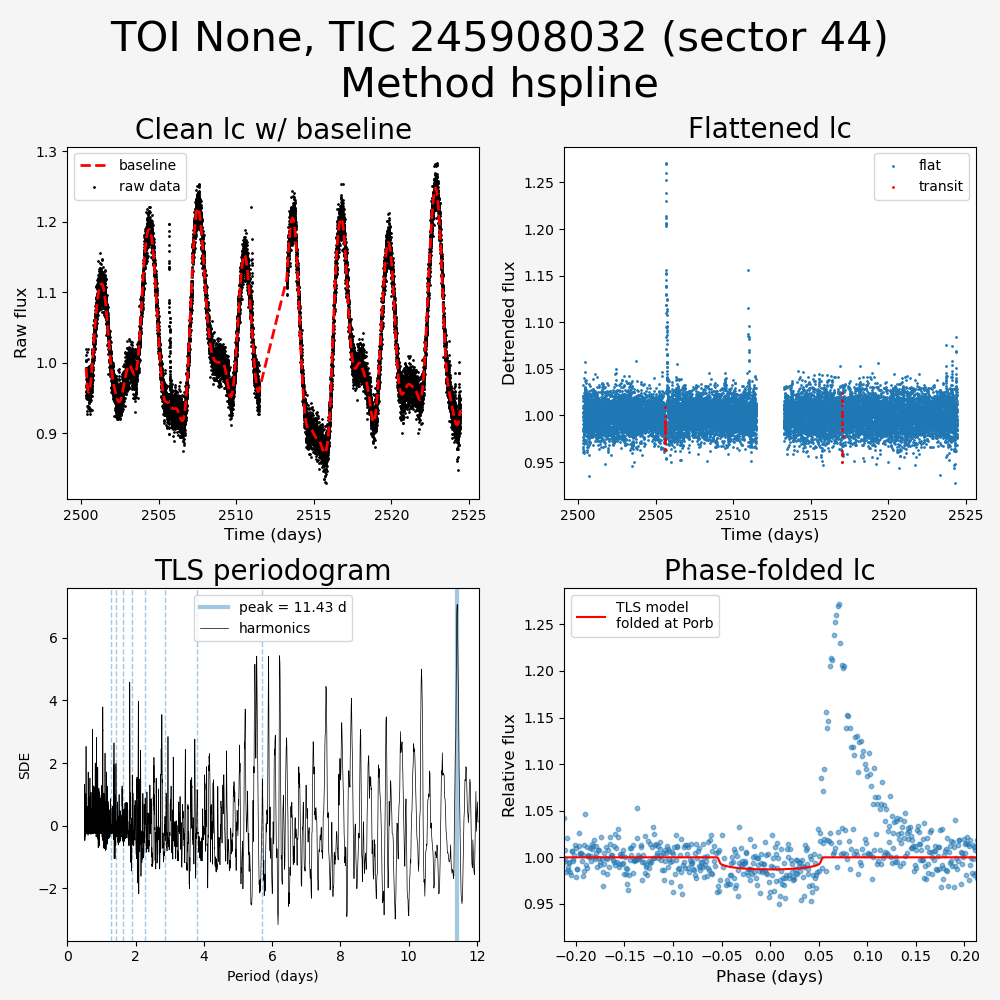 TOI None, TIC 245908032 (sector 44)
Method hspline
Clean lc w/ baseline
1.3
1.2
1.1
1.0
0.9
Raw flux
baseline
raw data
2500
2505
2510
2515
2520
2525
Time (days)
Flattened lc
1.25
1.20
1.15
1.10
1.05
1.00
0.95
Detrended flux
flat
transit
2500
2505
2510
2515
2520
2525
Time (days)
TLS periodogram
6
4
2
0
−2
SDE
peak = 11.43 d
harmonics
0
2
4
6
8
10
12
Period (days)
Phase-folded lc
1.25
1.20
1.15
1.10
1.05
1.00
0.95
Relative flux
TLS model
folded at Porb
−0.20
−0.15
−0.10
−0.05
0.00
0.05
0.10
0.15
0.20
Phase (days)